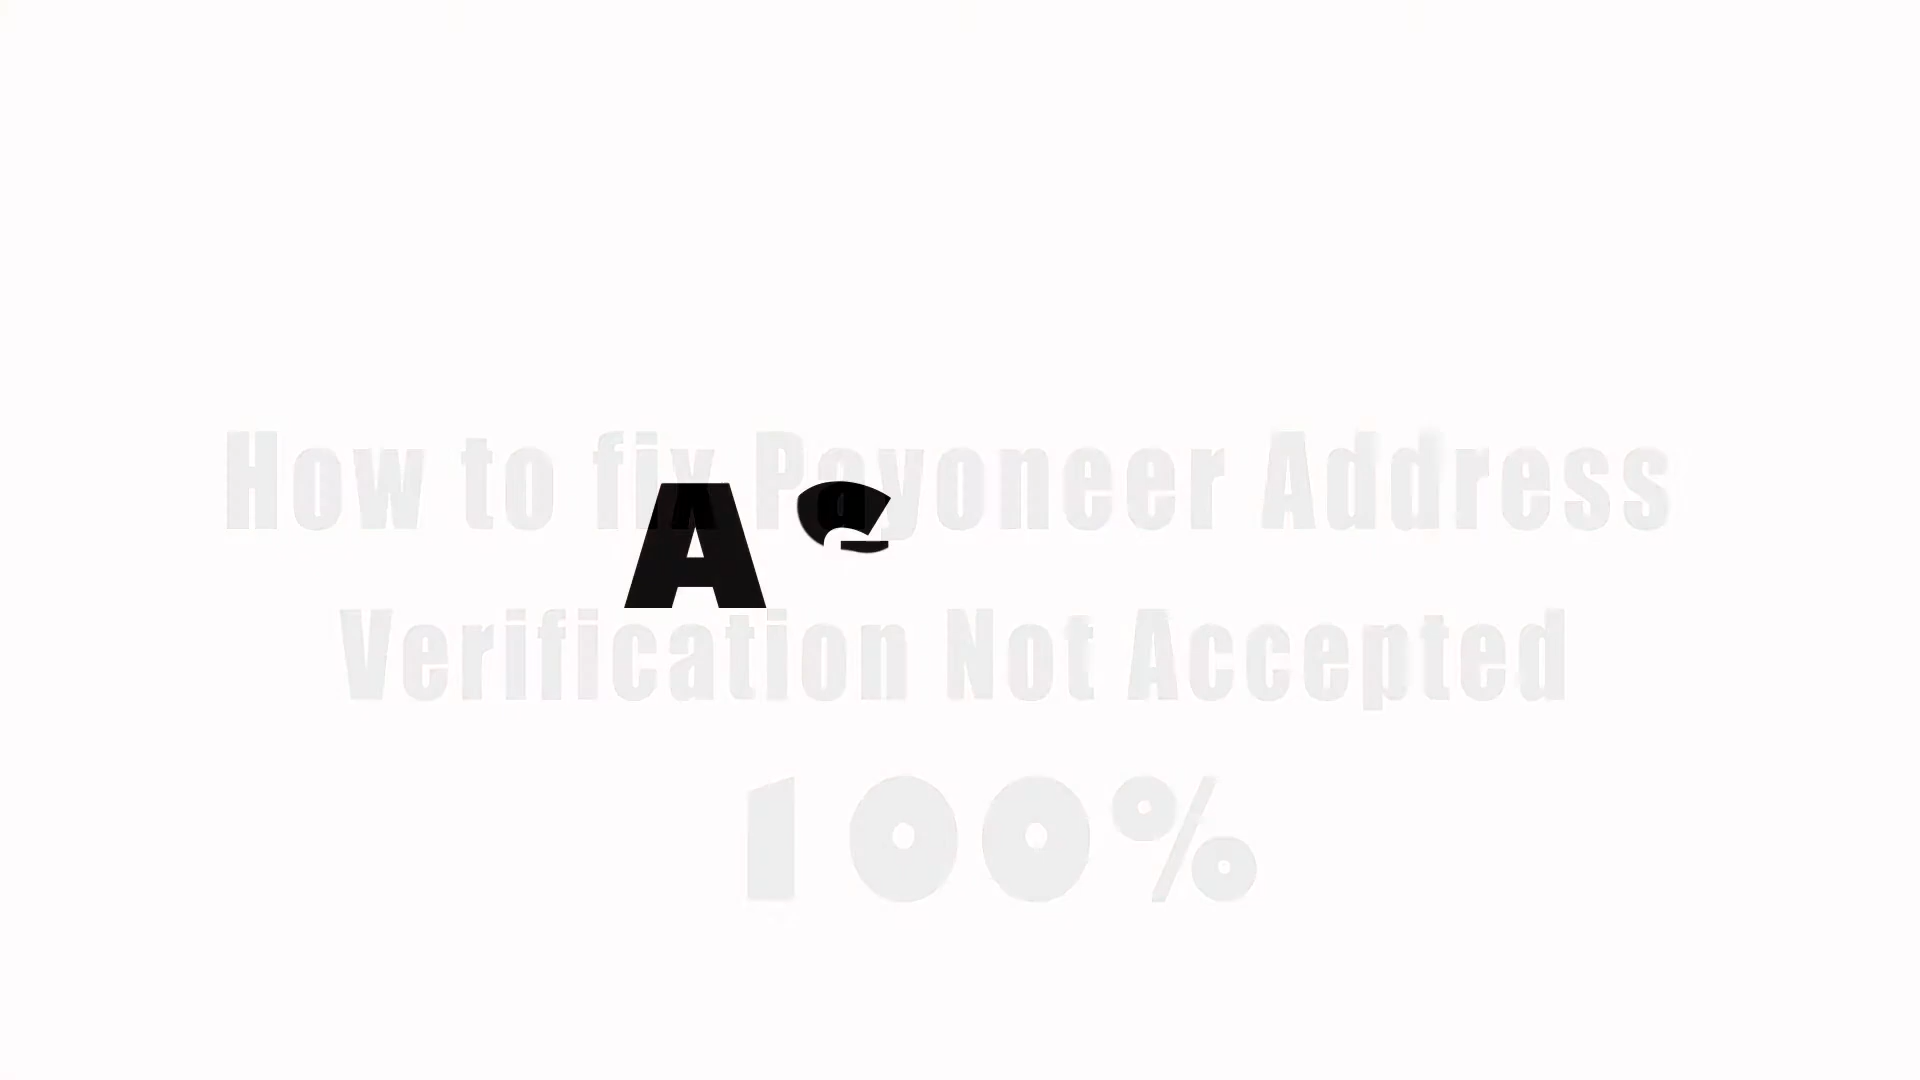 How to fix Payoneer Address
A
Verification Not Accepted
100%